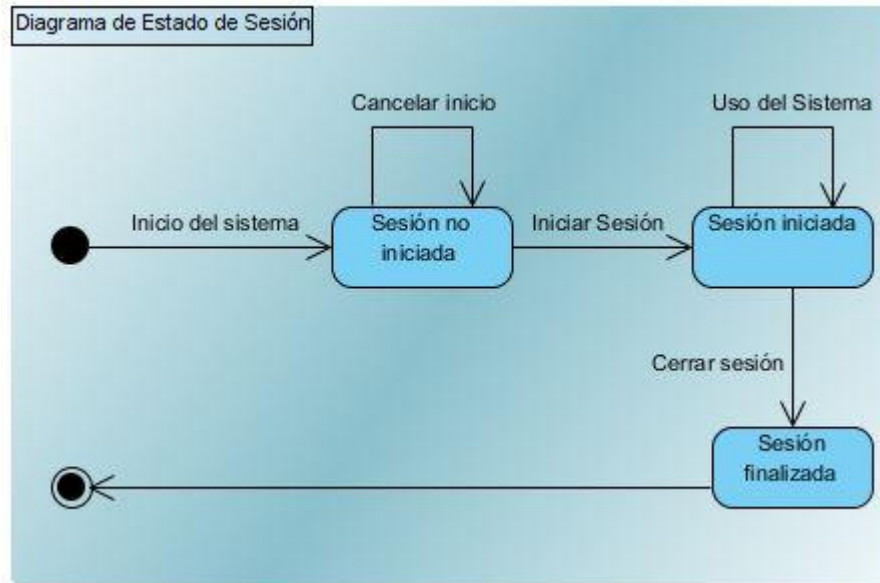 Diagrama de Estado de Sesión
Cancelar inicio
Uso del Sistema
Inicio del sistema
Sesión no
iniciada
Iniciar Sesión
Sesión iniciada
Cerrar sesión
Sesión
finalizada